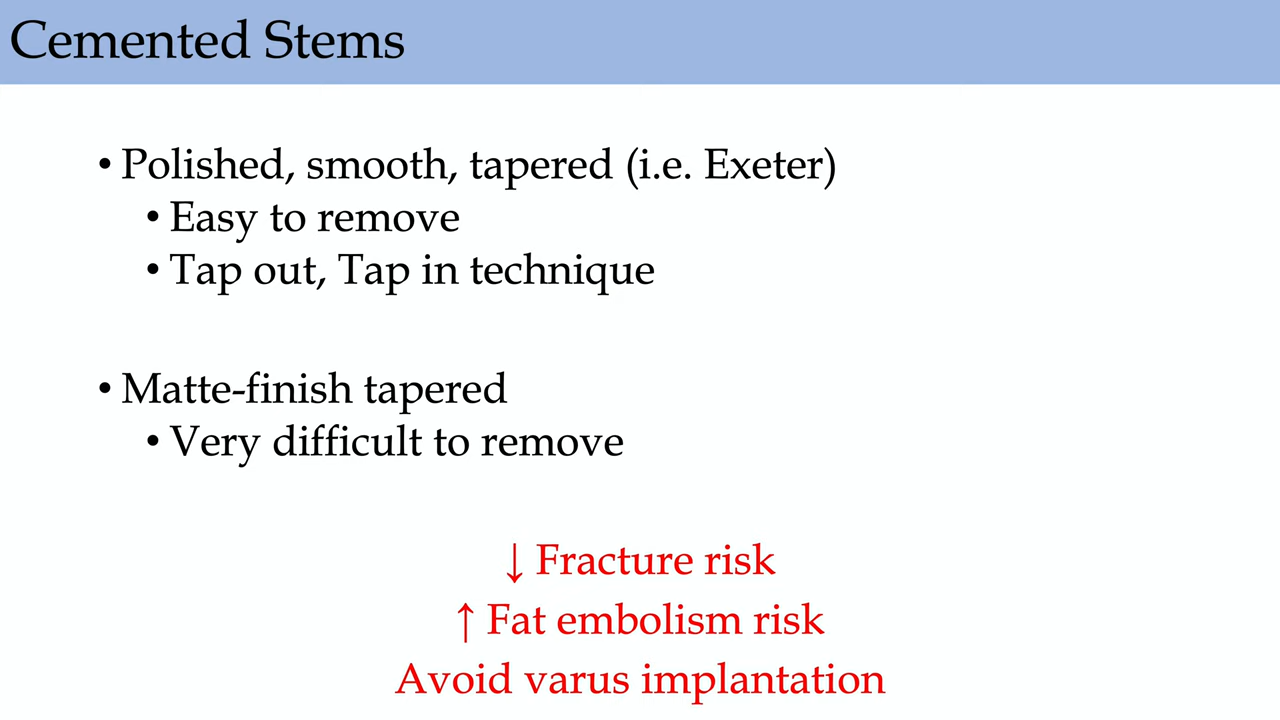 Cemented Stems
• Polished, smooth, tapered (i.e. Exeter)
• Easy to remove
• Tap out, Tap in technique
• Matte-finish tapered
• Very difficult to remove
↓ Fracture risk
↑ Fat embolism risk
Avoid varus implantation